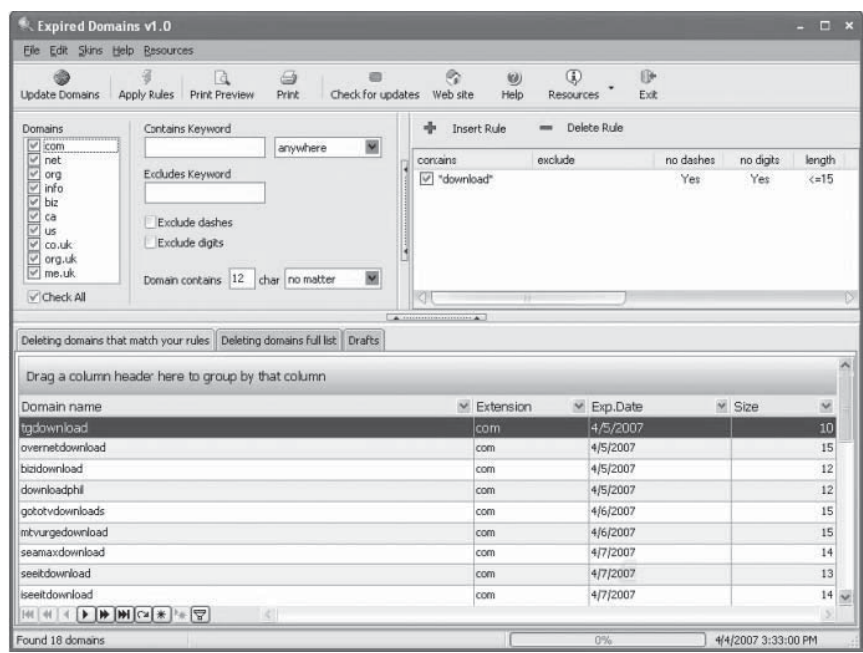 Expired Domains v1.0
File Edit Skins Help Resources
Update Domains Apply Rules Print Preview Print Check for updates Web site Help Resources Exit
Domains
com
net
org
info
biz
ca
us
co.uk
org.uk
me.uk
Check All
Contains Keyword
anywhere
Excludes Keyword
Exclude dashes
Exclude digits
Domain contains 12 char no matter
Insert Rule Delete Rule
contains exclude no dashes no digits length
"download" Yes Yes <=15
Deleting domains that match your rules Deleting domains full list Drafts
Drag a column header here to group by that column
Domain name Extension Exp.Date Size
tgdownload com 4/5/2007 10
overnetdownload com 4/5/2007 15
bizidownload com 4/5/2007 12
downloadphil com 4/5/2007 12
gototvdownloads com 4/6/2007 15
mtvurgedownload com 4/6/2007 15
seamaxdownload com 4/7/2007 14
seeitdownload com 4/7/2007 13
iseeitdownload com 4/7/2007 14
Found 18 domains 0% 4/4/2007 3:33:00 PM